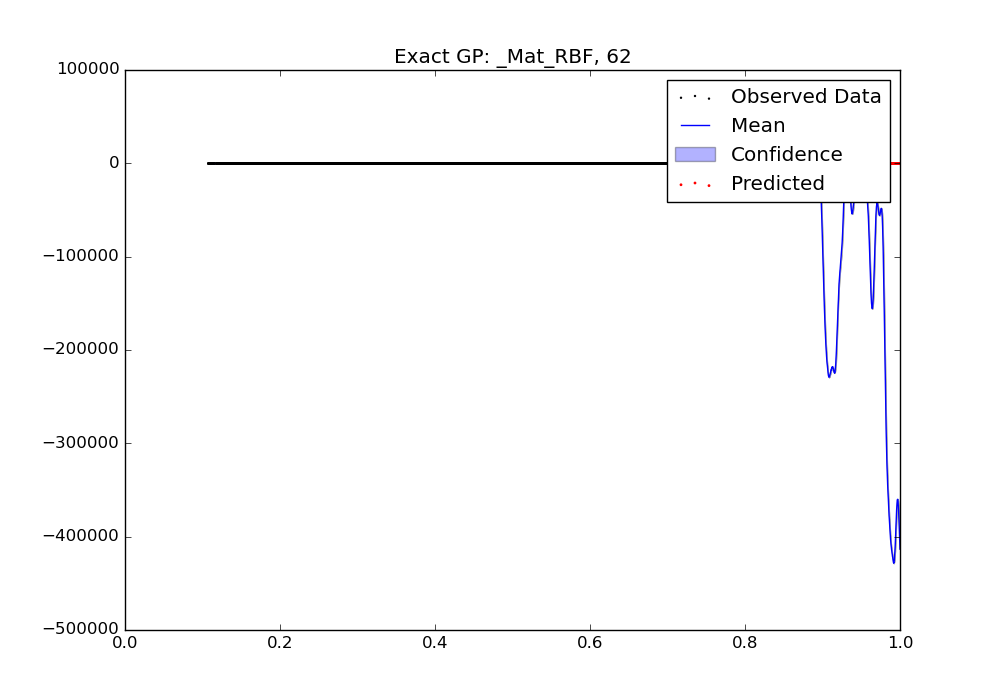 Exact GP: _Mat_RBF, 62
100000
0
−100000
−200000
−300000
−400000
−500000
0.0
0.2
0.4
0.6
0.8
1.0
Observed Data
Mean
Confidence
Predicted